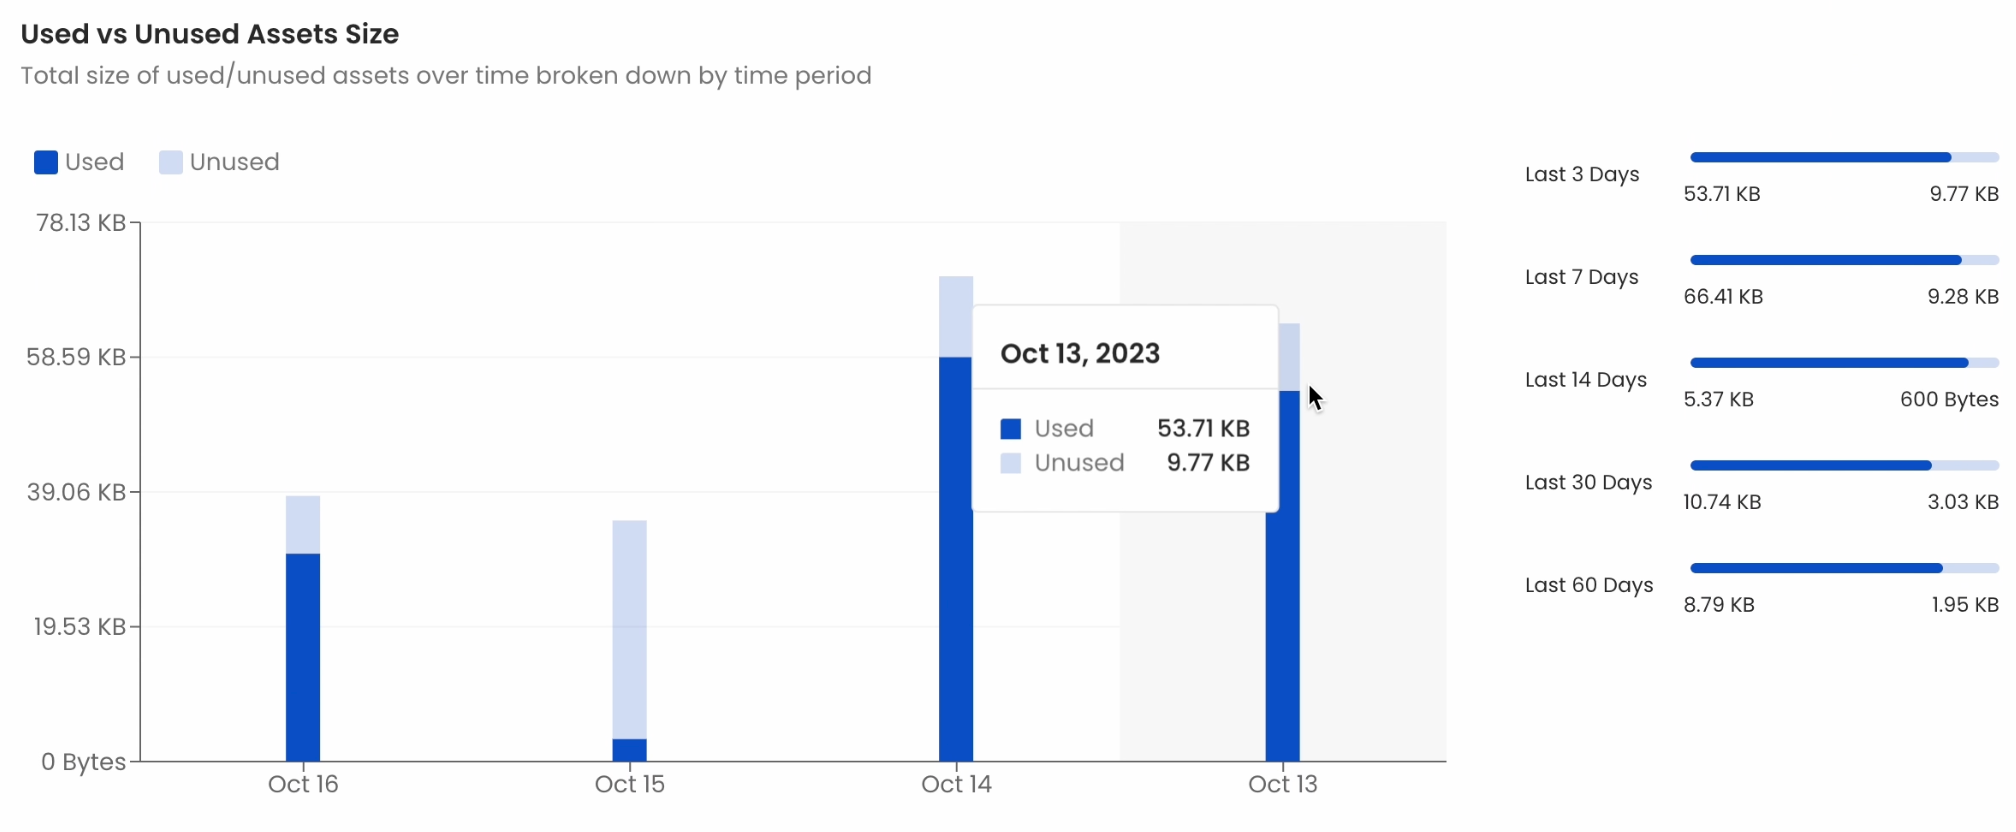 Used vs Unused Assets Size
Total size of used/unused assets over time broken down by time period
Used Unused
78.13 KB
58.59 KB
39.06 KB
19.53 KB
0 Bytes
Oct 16 Oct 15 Oct 14 Oct 13
Oct 13, 2023
Used 53.71 KB
Unused 9.77 KB
Last 3 Days
53.71 KB 9.77 KB
Last 7 Days
66.41 KB 9.28 KB
Last 14 Days
5.37 KB 600 Bytes
Last 30 Days
10.74 KB 3.03 KB
Last 60 Days
8.79 KB 1.95 KB